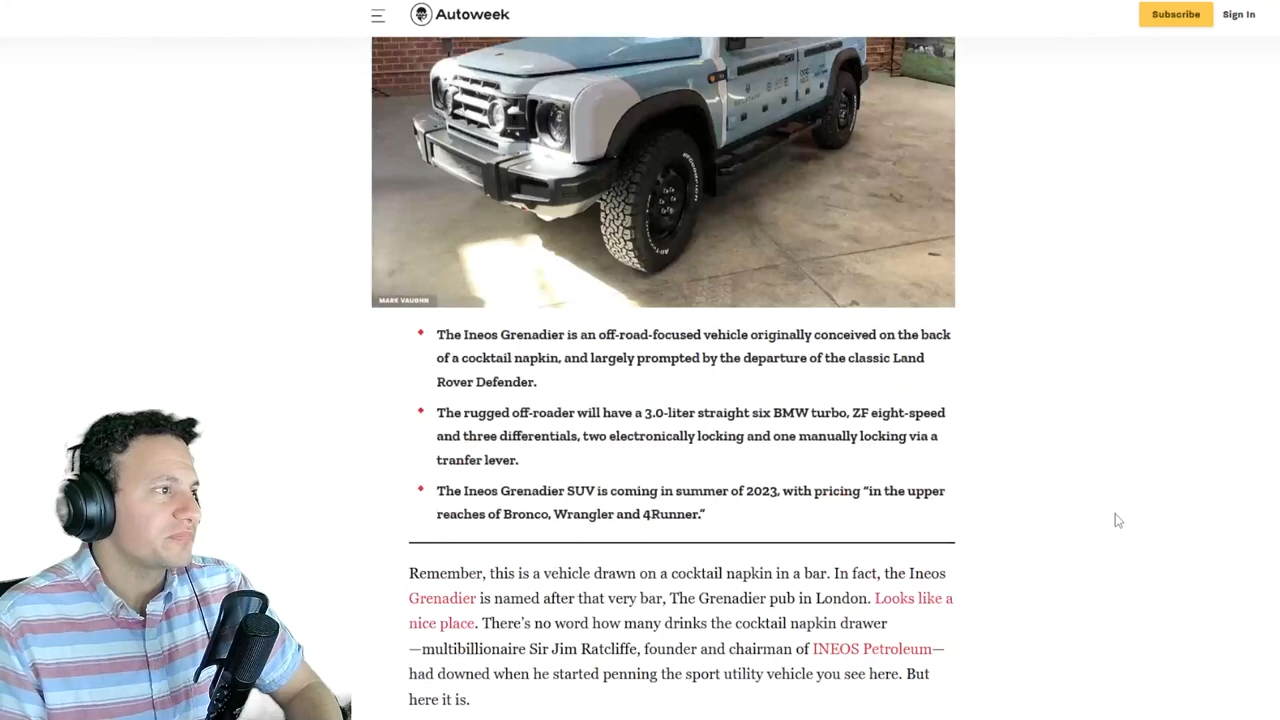 Autoweek
Subscribe
Sign In
MARK VAUGHN
The Ineos Grenadier is an off-road-focused vehicle originally conceived on the back
of a cocktail napkin, and largely prompted by the departure of the classic Land
Rover Defender.
The rugged off-roader will have a 3.0-liter straight six BMW turbo, ZF eight-speed
and three differentials, two electronically locking and one manually locking via a
tranfer lever.
The Ineos Grenadier SUV is coming in summer of 2023, with pricing “in the upper
reaches of Bronco, Wrangler and 4Runner.”
Remember, this is a vehicle drawn on a cocktail napkin in a bar. In fact, the Ineos
Grenadier is named after that very bar, The Grenadier pub in London. Looks like a
nice place. There’s no word how many drinks the cocktail napkin drawer
—multibillionaire Sir Jim Ratcliffe, founder and chairman of INEOS Petroleum—
had downed when he started penning the sport utility vehicle you see here. But
here it is.